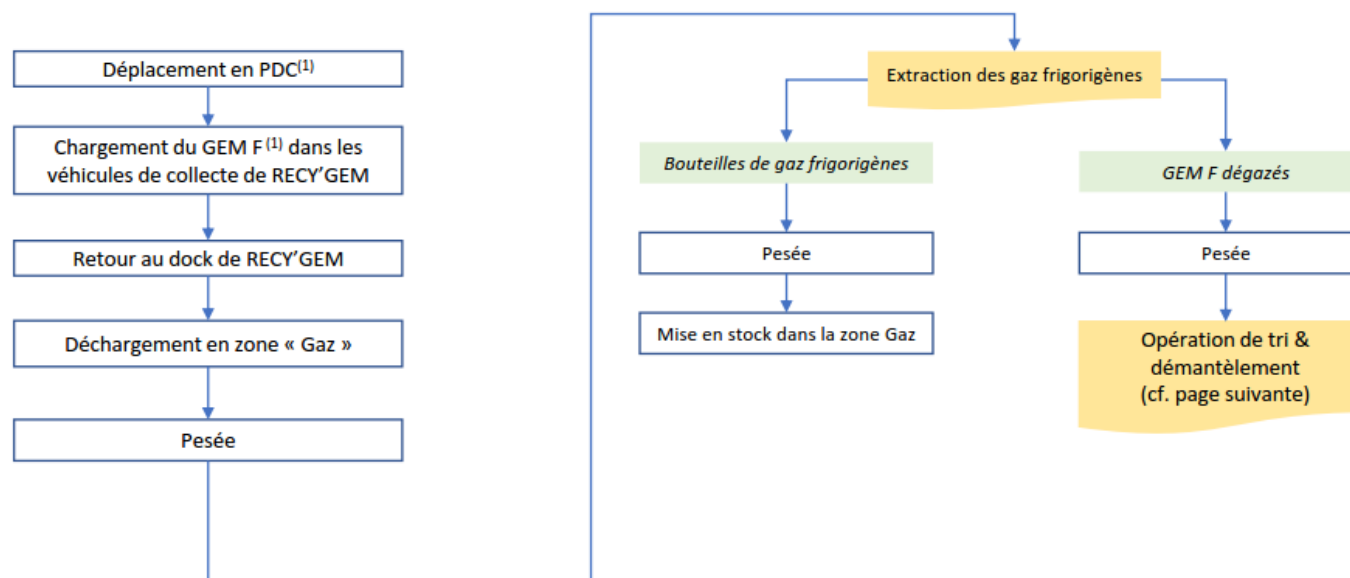 Déplacement en PDC(1)
Chargement du GEM F (1) dans les
véhicules de collecte de RECY’GEM
Retour au dock de RECY’GEM
Déchargement en zone « Gaz »
Pesée
Extraction des gaz frigorigènes
Bouteilles de gaz frigorigènes
Pesée
Mise en stock dans la zone Gaz
GEM F dégazés
Pesée
Opération de tri &
démantèlement
(cf. page suivante)